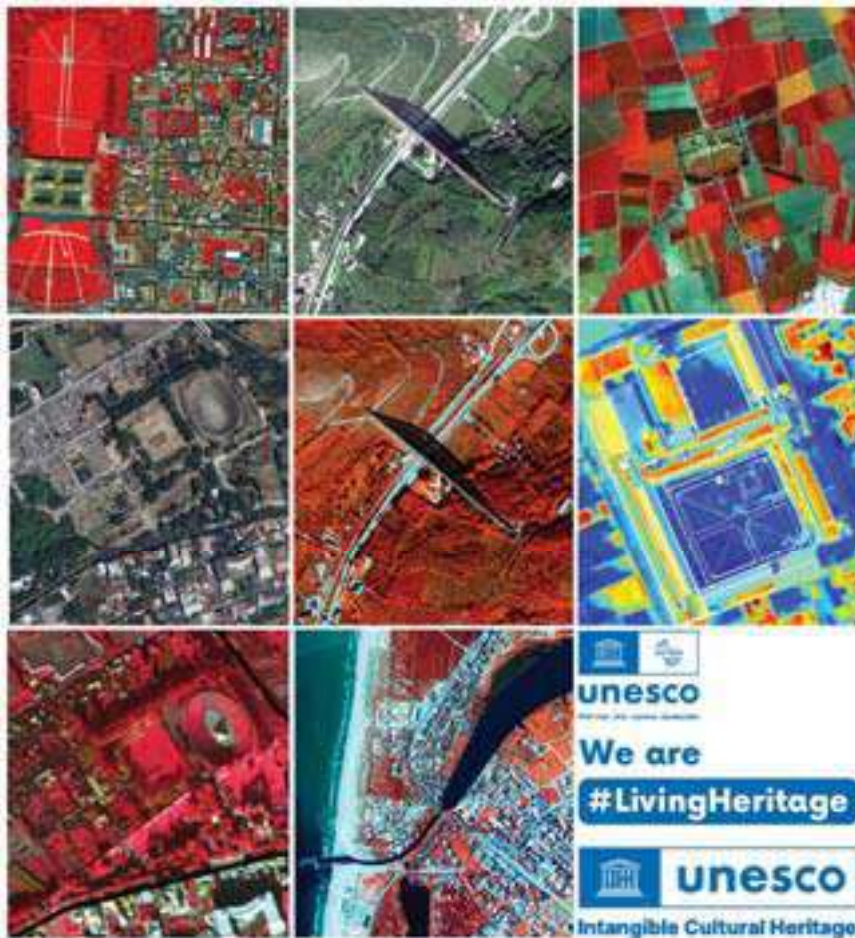 unesco
We are
#LivingHeritage
unesco
Intangible Cultural Heritage